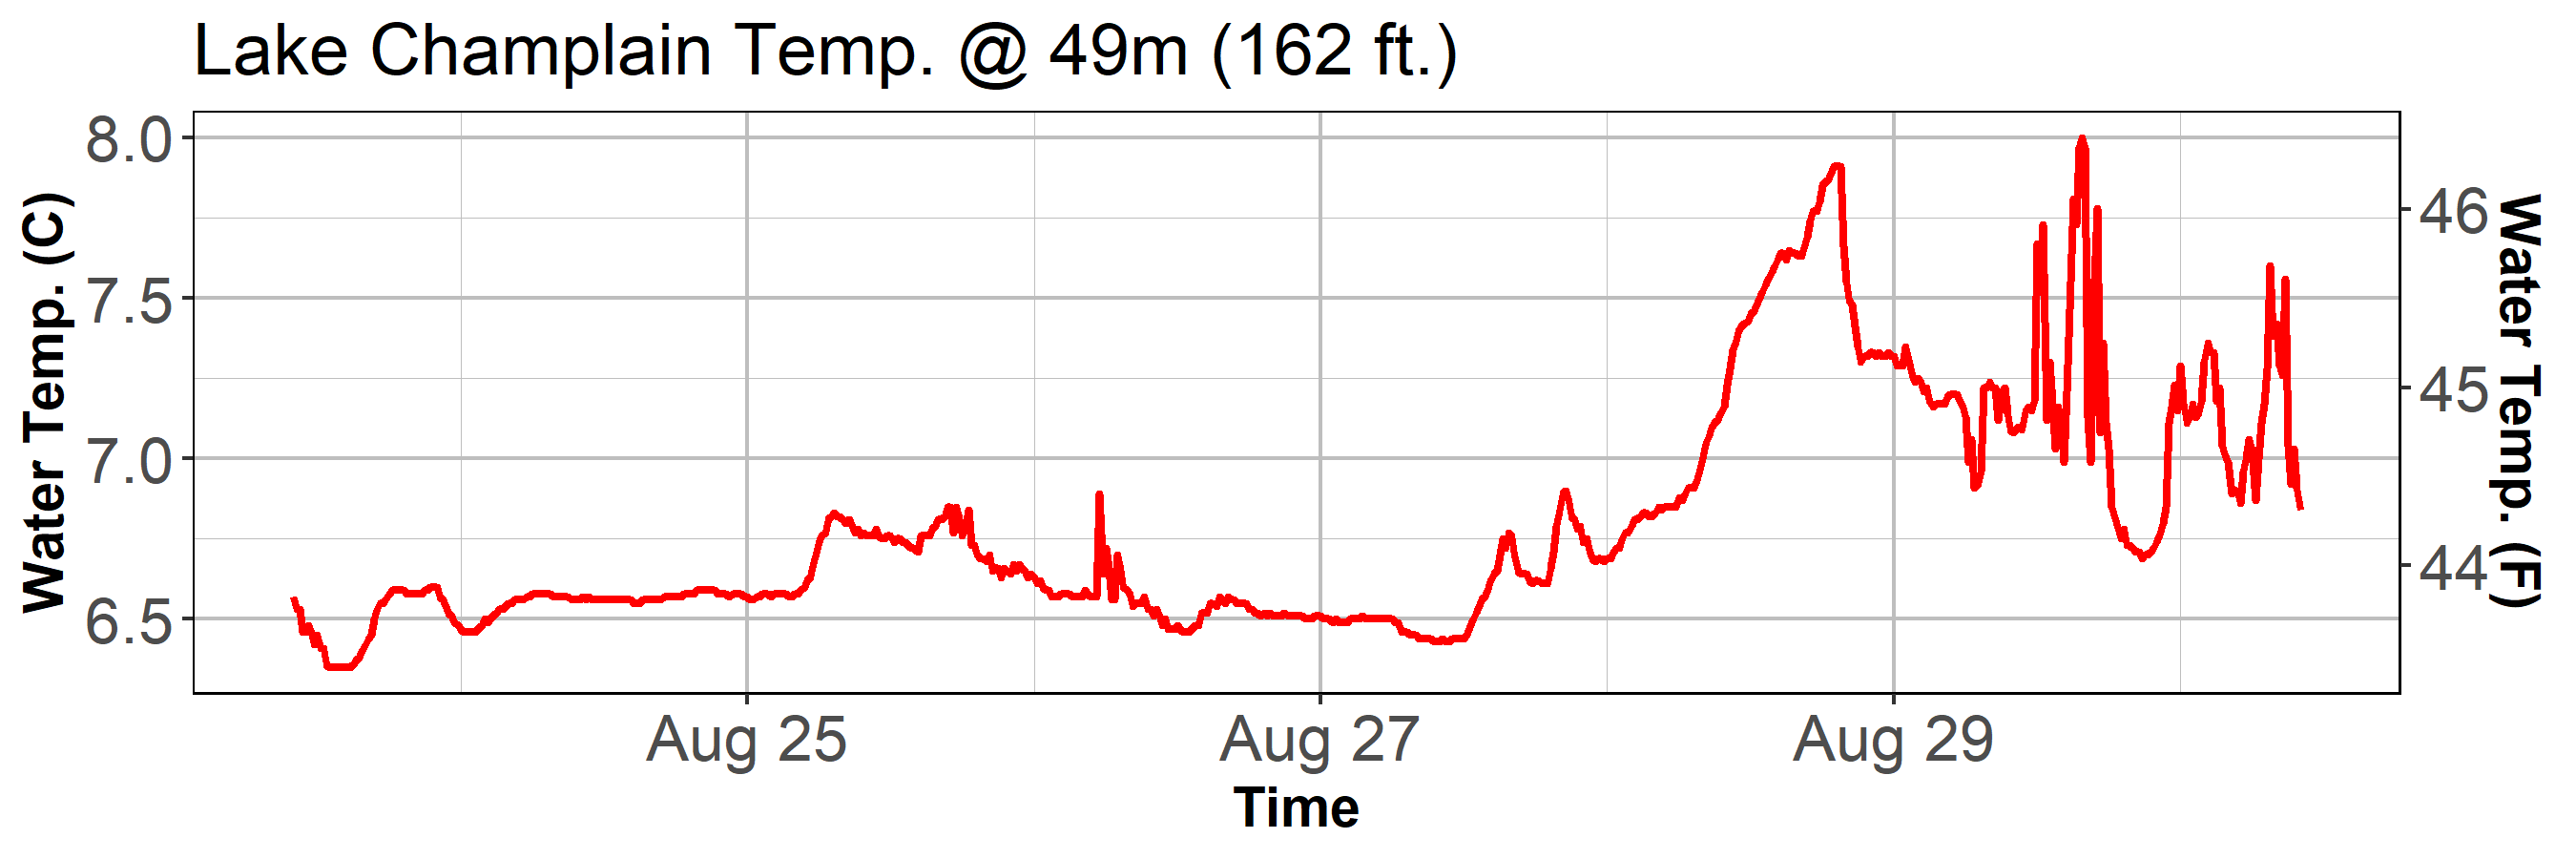 Lake Champlain Temp. @ 49m (162 ft.)
Water Temp. (C)
8.0
7.5
7.0
6.5
46
45
44
Water Temp. (F)
Aug 25
Aug 27
Aug 29
Time